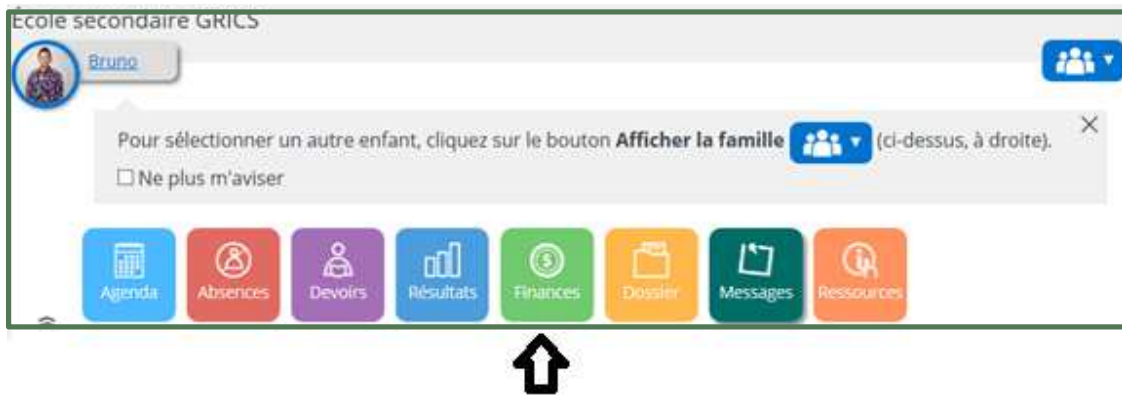 École secondaire GRICS
Bruno
Pour sélectionner un autre enfant, cliquez sur le bouton Afficher la famille (ci-dessus, à droite).
Ne plus m'aviser
Agenda Absences Devoirs Résultats Finances Dossier Messages Ressources